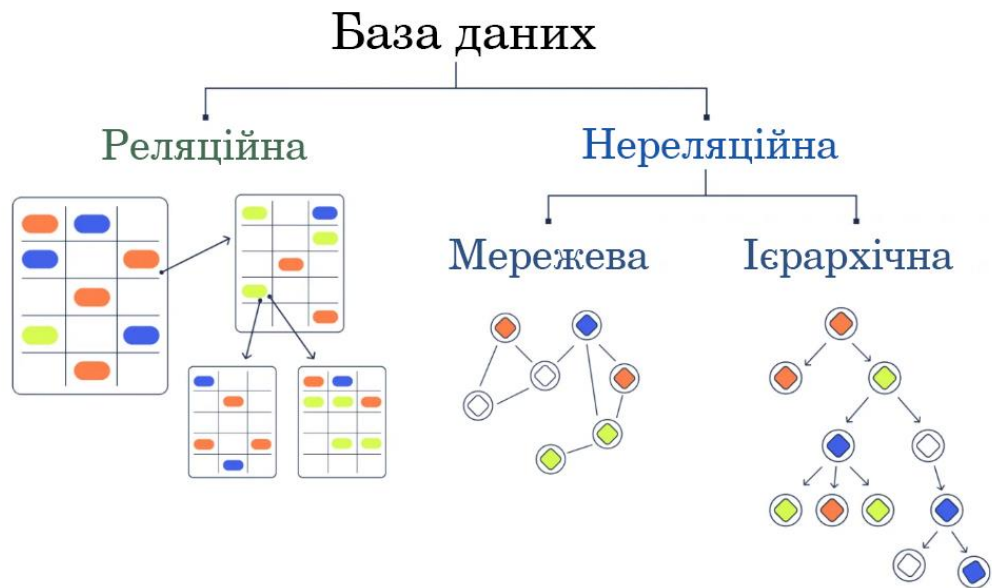 База даних
Реляційна
Нереляційна
Мережева
Ієрархічна